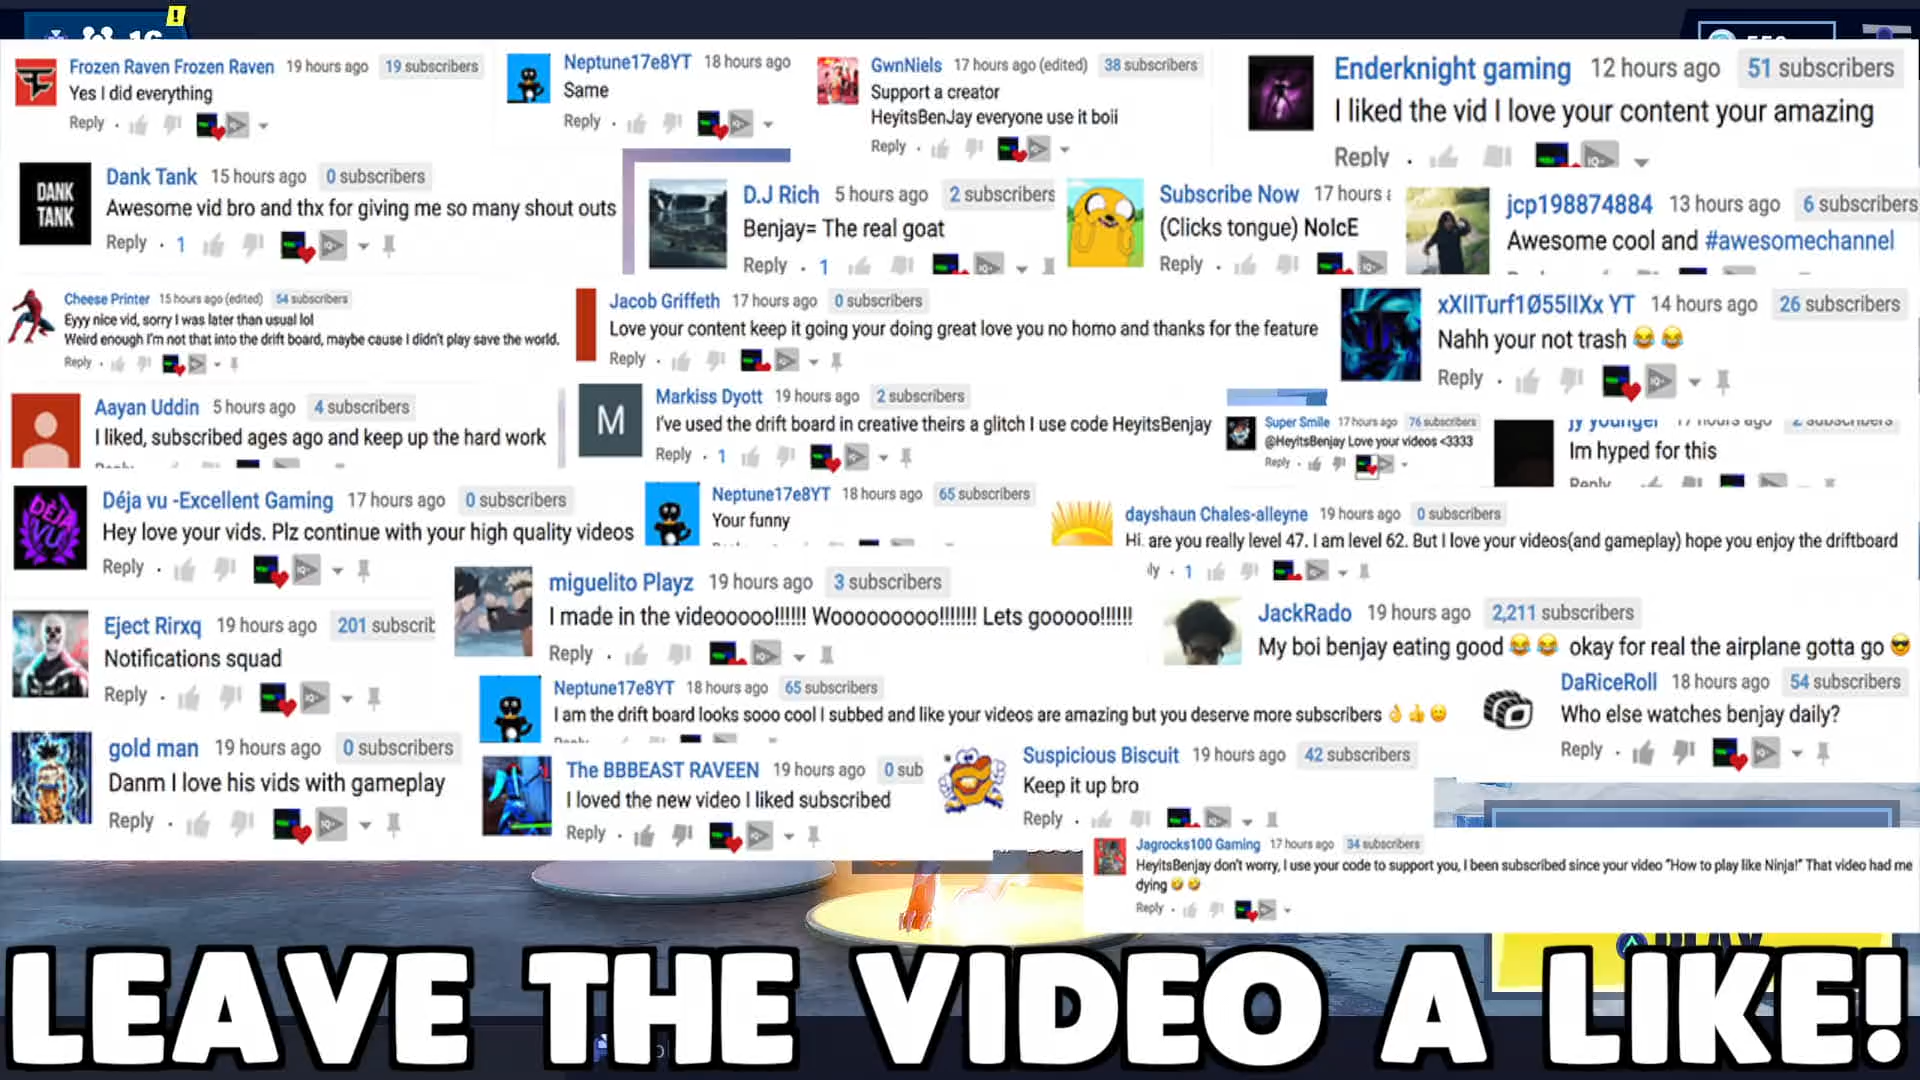 16
Frozen Raven Frozen Raven 19 hours ago 19 subscribers
Yes I did everything
Reply
Neptune17e8YT 18 hours ago
Same
Reply
GwnNiels 17 hours ago (edited) 38 subscribers
Support a creator
HeyitsBenJay everyone use it boii
Reply
Enderknight gaming 12 hours ago 51 subscribers
I liked the vid I love your content your amazing
Reply
DANK
TANK
Dank Tank 15 hours ago 0 subscribers
Awesome vid bro and thx for giving me so many shout outs
Reply 1
D.J Rich 5 hours ago 2 subscribers
Benjay= The real goat
Reply 1
Subscribe Now 17 hours
(Clicks tongue) NoIcE
Reply
jcp198874884 13 hours ago 6 subscribers
Awesome cool and #awesomechannel
Cheese Printer 15 hours ago (edited) 54 subscribers
Eyyy nice vid, sorry I was later than usual lol
Weird enough I'm not that into the drift board, maybe cause I didn't play save the world.
Reply
Jacob Griffeth 17 hours ago 0 subscribers
Love your content keep it going your doing great love you no homo and thanks for the feature
Reply
xXIITurf1Ø55IIXx YT 14 hours ago 26 subscribers
Nahh your not trash 😂 😂
Reply
Aayan Uddin 5 hours ago 4 subscribers
I liked, subscribed ages ago and keep up the hard work
M
Markiss Dyott 19 hours ago 2 subscribers
I've used the drift board in creative theirs a glitch I use code HeyitsBenjay
Reply 1
Super Smile 17 hours ago 76 subscribers
@HeyitsBenjay Love your videos <3333
Reply
jy younger 17 hours ago 2 subscribers
Im hyped for this
Reply
DEJA
VU
Déja vu -Excellent Gaming 17 hours ago 0 subscribers
Hey love your vids. Plz continue with your high quality videos
Reply
Neptune17e8YT 18 hours ago 65 subscribers
Your funny
dayshaun Chales-alleyne 19 hours ago 0 subscribers
Hi. are you really level 47. I am level 62. But I love your videos(and gameplay) hope you enjoy the driftboard
ly 1
Eject Rirxq 19 hours ago 201 subscrib
Notifications squad
Reply
miguelito Playz 19 hours ago 3 subscribers
I made in the videooooo!!!!!! Wooooooooo!!!!!!! Lets gooooo!!!!!!
Reply
JackRado 19 hours ago 2,211 subscribers
My boi benjay eating good 😂 😂 okay for real the airplane gotta go 😎
Neptune17e8YT 18 hours ago 65 subscribers
I am the drift board looks sooo cool I subbed and like your videos are amazing but you deserve more subscribers 👌👍😀
DaRiceRoll 18 hours ago 54 subscribers
Who else watches benjay daily?
Reply
gold man 19 hours ago 0 subscribers
Danm I love his vids with gameplay
Reply
The BBBEAST RAVEEN 19 hours ago 0 sub
I loved the new video I liked subscribed
Reply
Suspicious Biscuit 19 hours ago 42 subscribers
Keep it up bro
Reply
Jagrocks100 Gaming 17 hours ago 34 subscribers
HeyitsBenjay don't worry, I use your code to support you, I been subscribed since your video "How to play like Ninja!" That video had me
dying 🤣 🤣
Reply
PLAY
LEAVE THE VIDEO A LIKE!